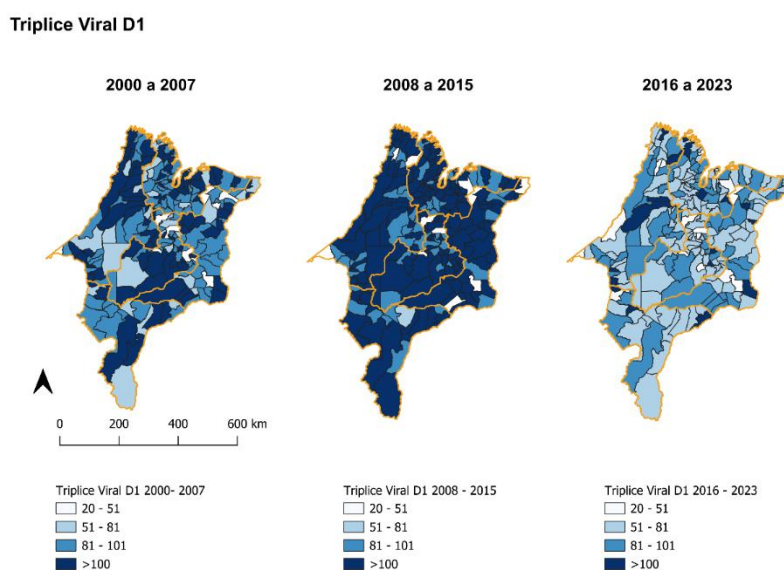 Triplice Viral D1
2000 a 2007
2008 a 2015
2016 a 2023
0 200 400 600 km
Triplice Viral D1 2000- 2007
20 - 51
51 - 81
81 - 101
>100
Triplice Viral D1 2008 - 2015
20 - 51
51 - 81
81 - 101
>100
Triplice Viral D1 2016 - 2023
20 - 51
51 - 81
81 - 101
>100